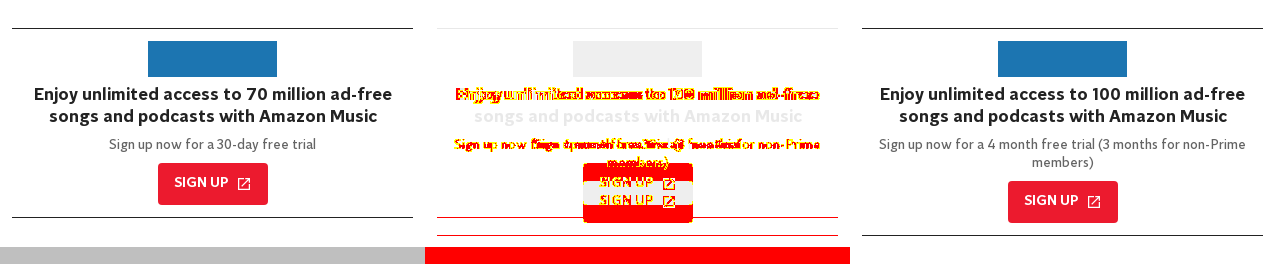 Enjoy unlimited access to 70 million ad-free
songs and podcasts with Amazon Music
Sign up now for a 30-day free trial
SIGN UP
songs and podcasts with Amazon Music
members)
SIGN UP
SIGN UP
Enjoy unlimited access to 100 million ad-free
songs and podcasts with Amazon Music
Sign up now for a 4 month free trial (3 months for non-Prime
members)
SIGN UP